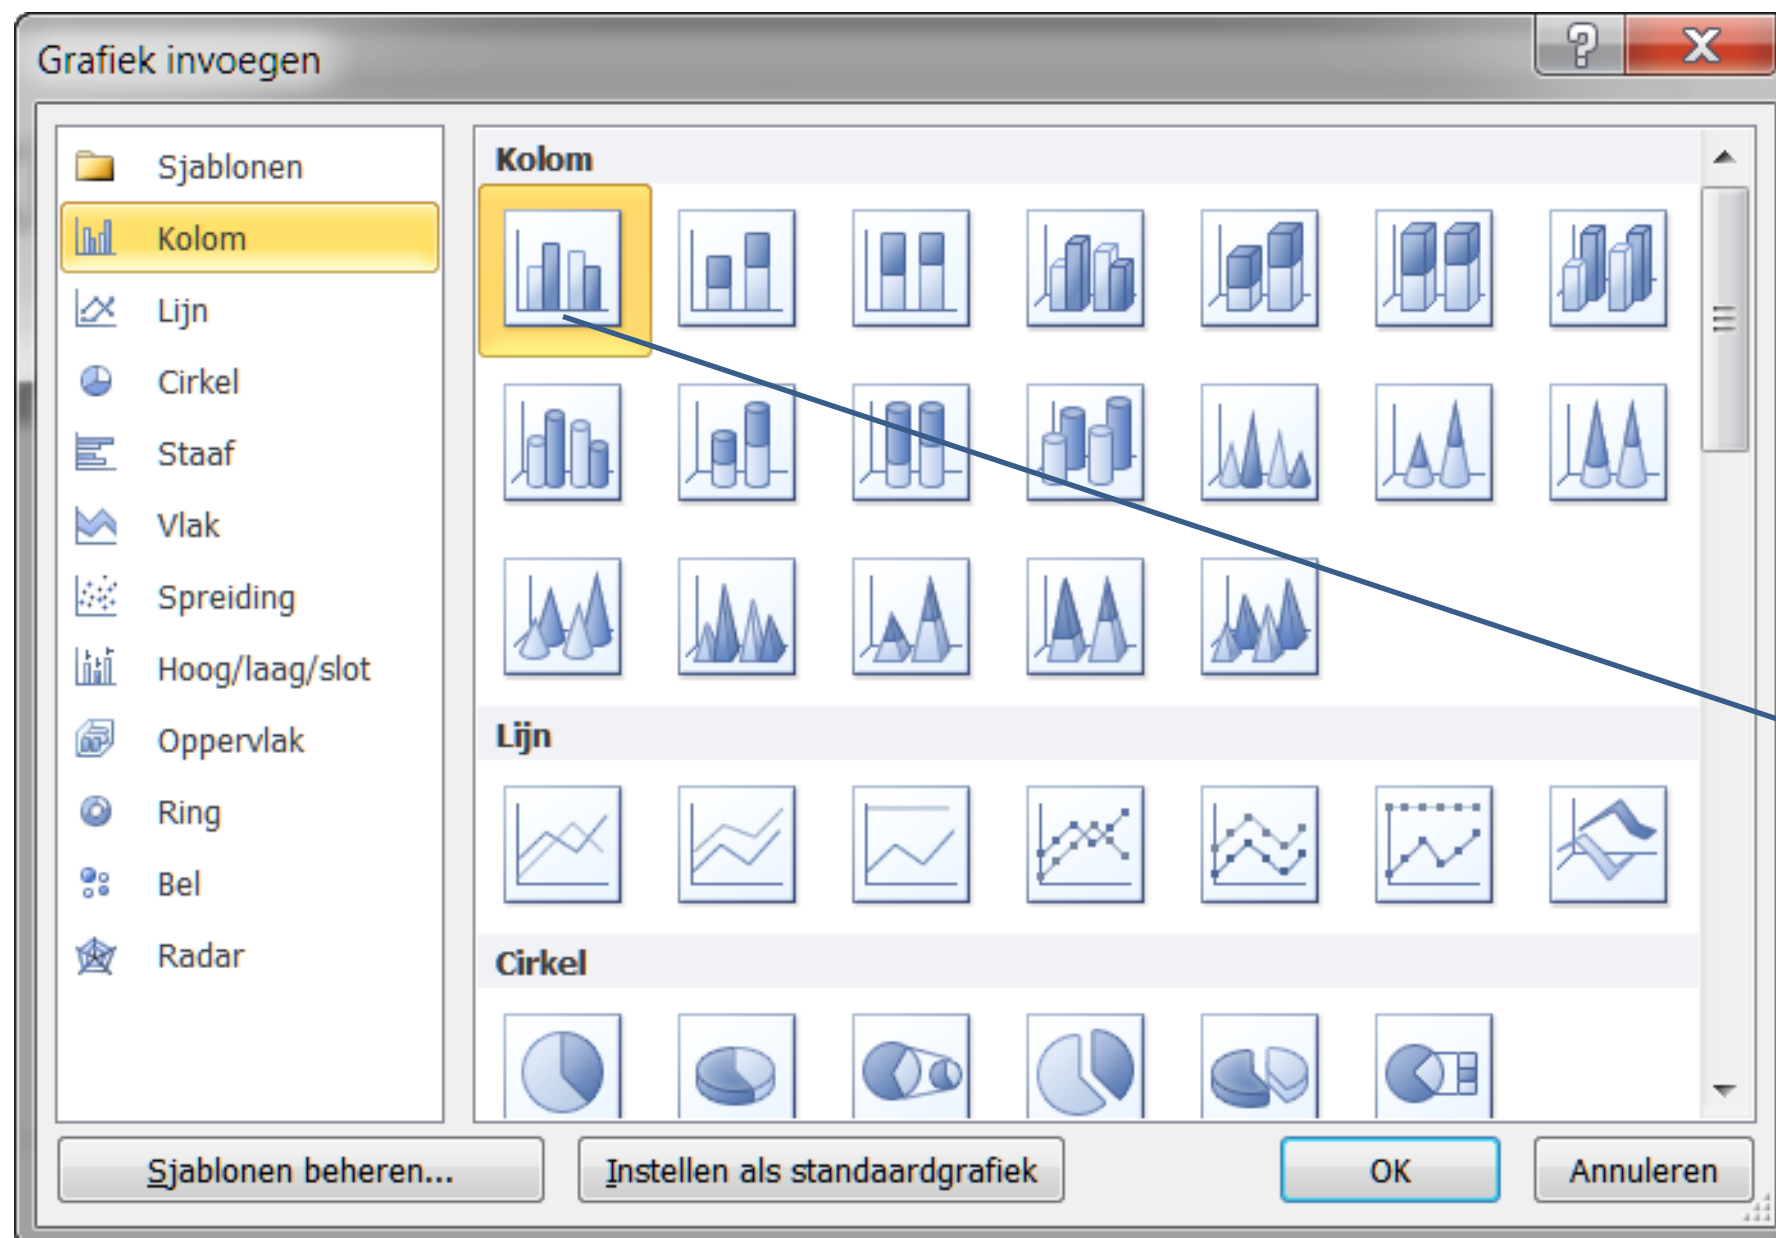 Grafiek invoegen
Sjablonen
Kolom
Lijn
Cirkel
Staaf
Vlak
Spreiding
Hoog/laag/slot
Oppervlak
Ring
Bel
Radar
Kolom
Lijn
Cirkel
Sjablonen beheren...
Instellen als standaardgrafiek
OK
Annuleren